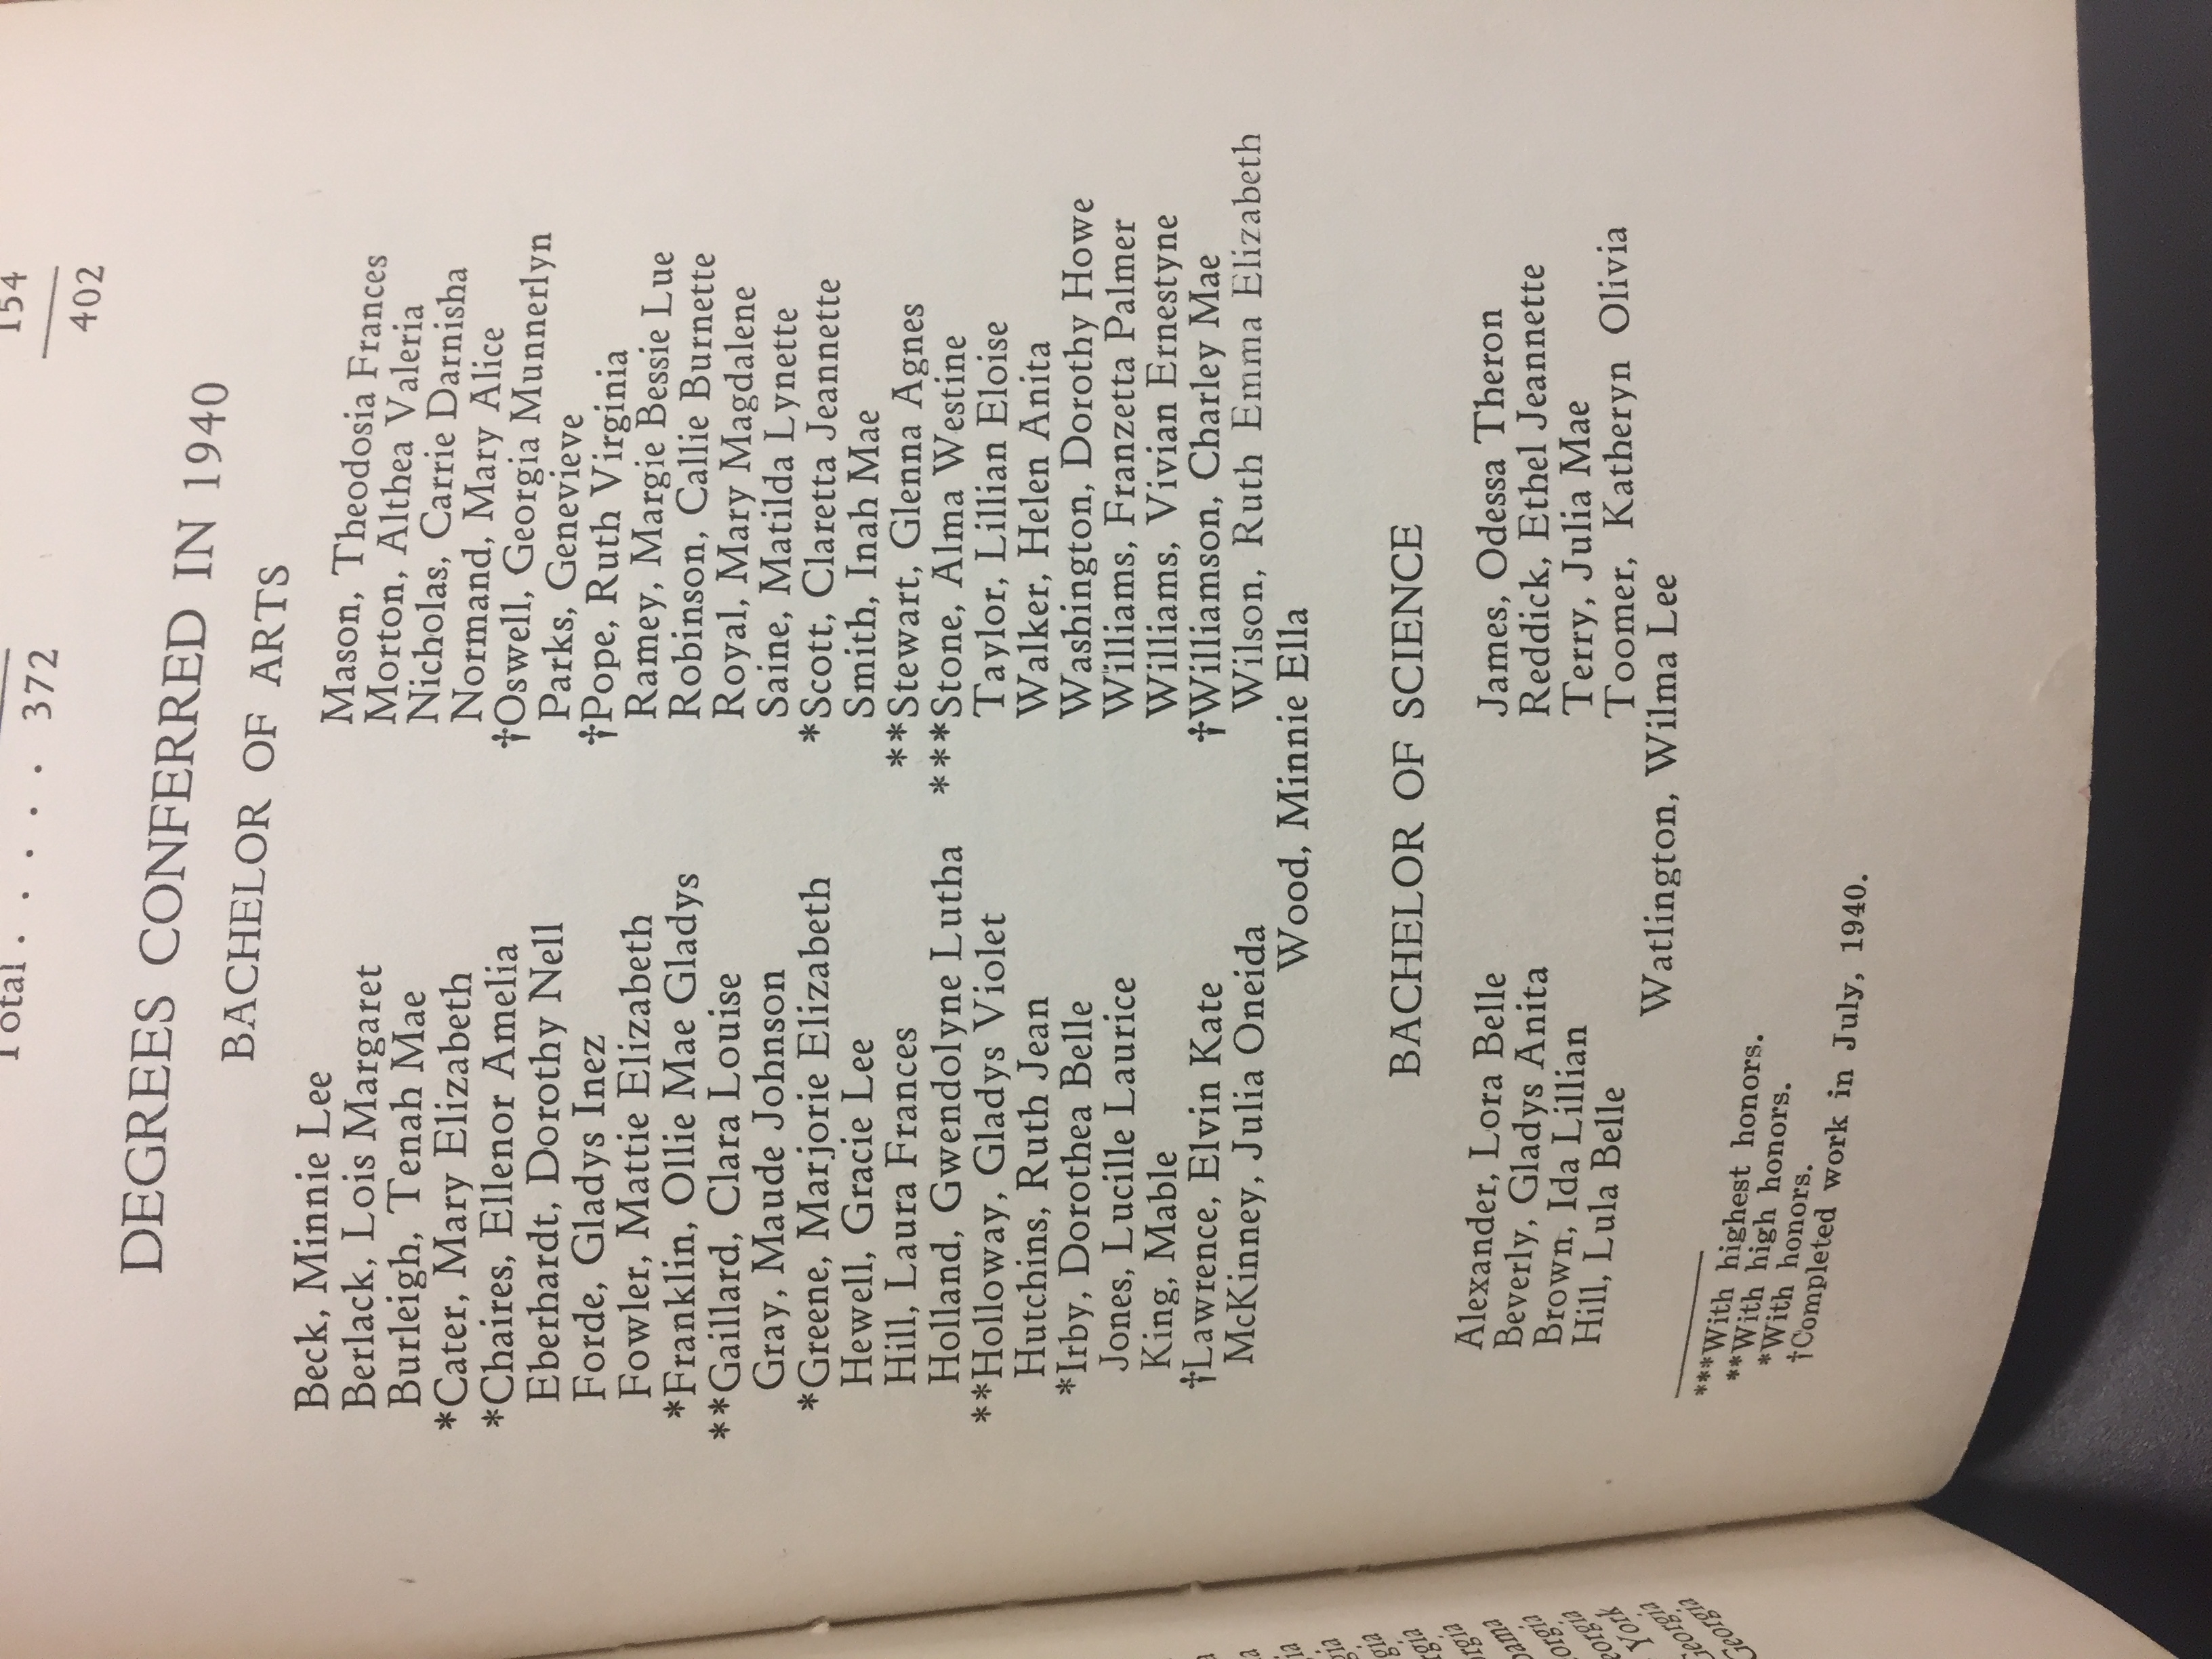 154
Total . . . . . 372
402
DEGREES CONFERRED IN 1940
BACHELOR OF ARTS
Beck, Minnie Lee
Berlack, Lois Margaret
Burleigh, Tenah Mae
*Cater, Mary Elizabeth
*Chaires, Ellenor Amelia
Eberhardt, Dorothy Nell
Forde, Gladys Inez
Fowler, Mattie Elizabeth
*Franklin, Ollie Mae Gladys
**Gaillard, Clara Louise
Gray, Maude Johnson
*Greene, Marjorie Elizabeth
Hewell, Gracie Lee
Hill, Laura Frances
Holland, Gwendolyne Lutha
**Holloway, Gladys Violet
Hutchins, Ruth Jean
*Irby, Dorothea Belle
Jones, Lucille Laurice
King, Mable
†Lawrence, Elvin Kate
McKinney, Julia Oneida
Mason, Theodosia Frances
Morton, Althea Valeria
Nicholas, Carrie Darnisha
Normand, Mary Alice
†Oswell, Georgia Munnerlyn
Parks, Genevieve
†Pope, Ruth Virginia
Ramey, Margie Bessie Lue
Robinson, Callie Burnette
Royal, Mary Magdalene
Saine, Matilda Lynette
*Scott, Claretta Jeannette
Smith, Inah Mae
**Stewart, Glenna Agnes
***Stone, Alma Westine
Taylor, Lillian Eloise
Walker, Helen Anita
Washington, Dorothy Howe
Williams, Franzetta Palmer
Williams, Vivian Ernestyne
†Williamson, Charley Mae
Wilson, Ruth Emma Elizabeth
Wood, Minnie Ella
BACHELOR OF SCIENCE
Alexander, Lora Belle
Beverly, Gladys Anita
Brown, Ida Lillian
Hill, Lula Belle
James, Odessa Theron
Reddick, Ethel Jeannette
Terry, Julia Mae
Toomer, Katheryn Olivia
Watlington, Wilma Lee
***With highest honors.
**With high honors.
*With honors.
†Completed work in July, 1940.
York
Georgia
Georgia